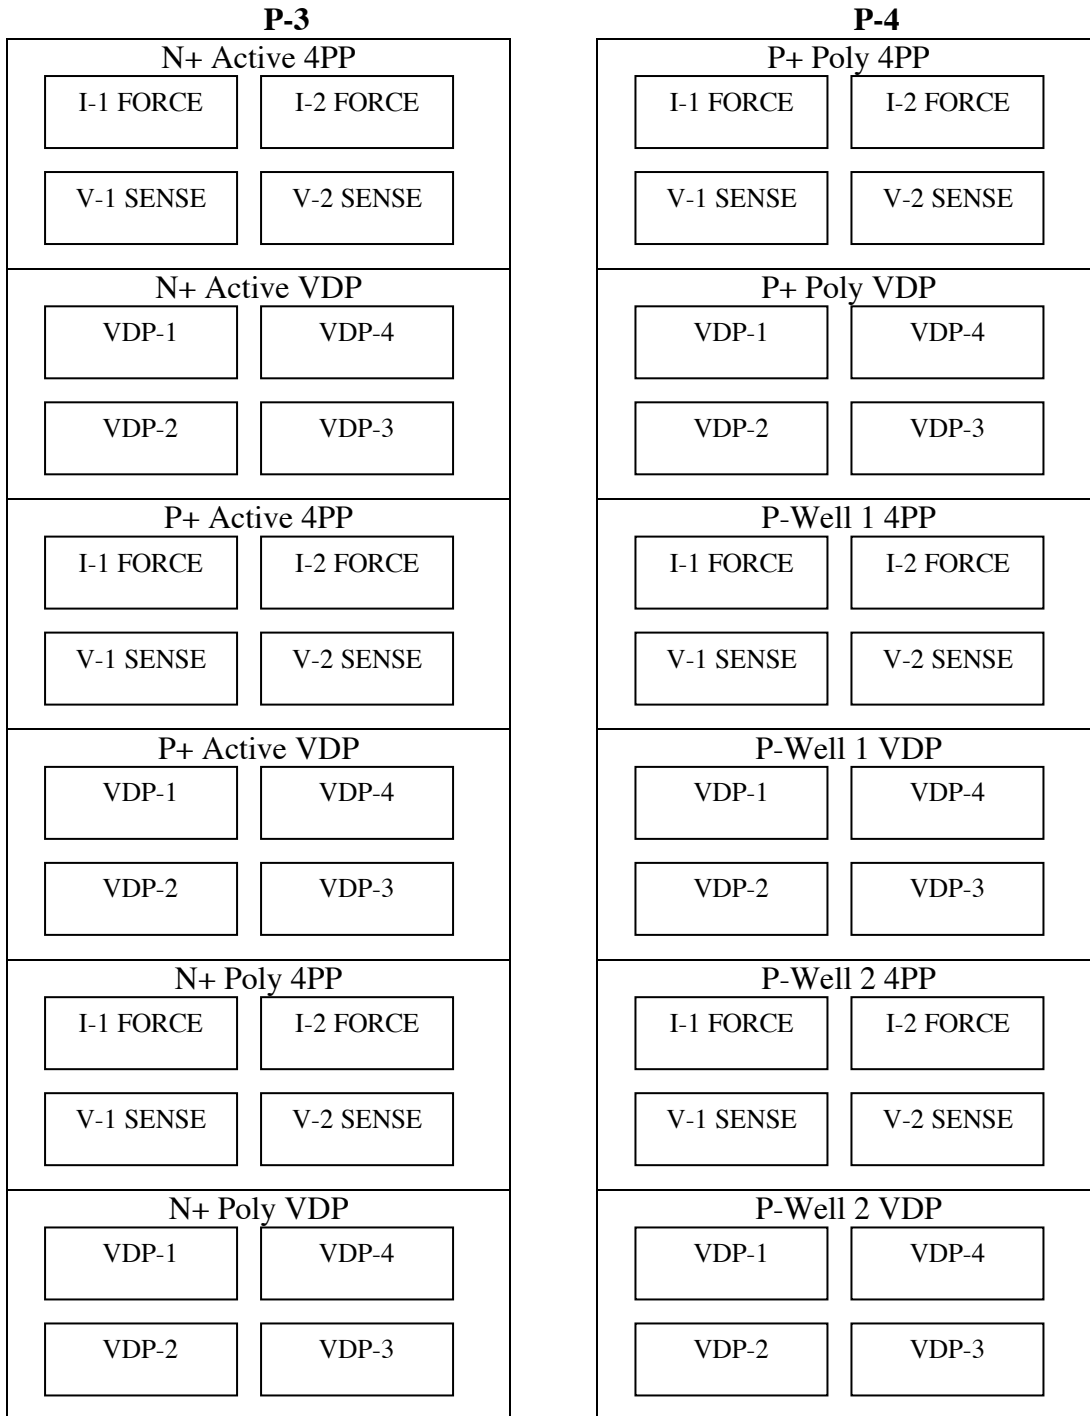 P-3
N+ Active 4PP
I-1 FORCE I-2 FORCE
V-1 SENSE V-2 SENSE
N+ Active VDP
VDP-1 VDP-4
VDP-2 VDP-3
P+ Active 4PP
I-1 FORCE I-2 FORCE
V-1 SENSE V-2 SENSE
P+ Active VDP
VDP-1 VDP-4
VDP-2 VDP-3
N+ Poly 4PP
I-1 FORCE I-2 FORCE
V-1 SENSE V-2 SENSE
N+ Poly VDP
VDP-1 VDP-4
VDP-2 VDP-3
P-4
P+ Poly 4PP
I-1 FORCE I-2 FORCE
V-1 SENSE V-2 SENSE
P+ Poly VDP
VDP-1 VDP-4
VDP-2 VDP-3
P-Well 1 4PP
I-1 FORCE I-2 FORCE
V-1 SENSE V-2 SENSE
P-Well 1 VDP
VDP-1 VDP-4
VDP-2 VDP-3
P-Well 2 4PP
I-1 FORCE I-2 FORCE
V-1 SENSE V-2 SENSE
P-Well 2 VDP
VDP-1 VDP-4
VDP-2 VDP-3